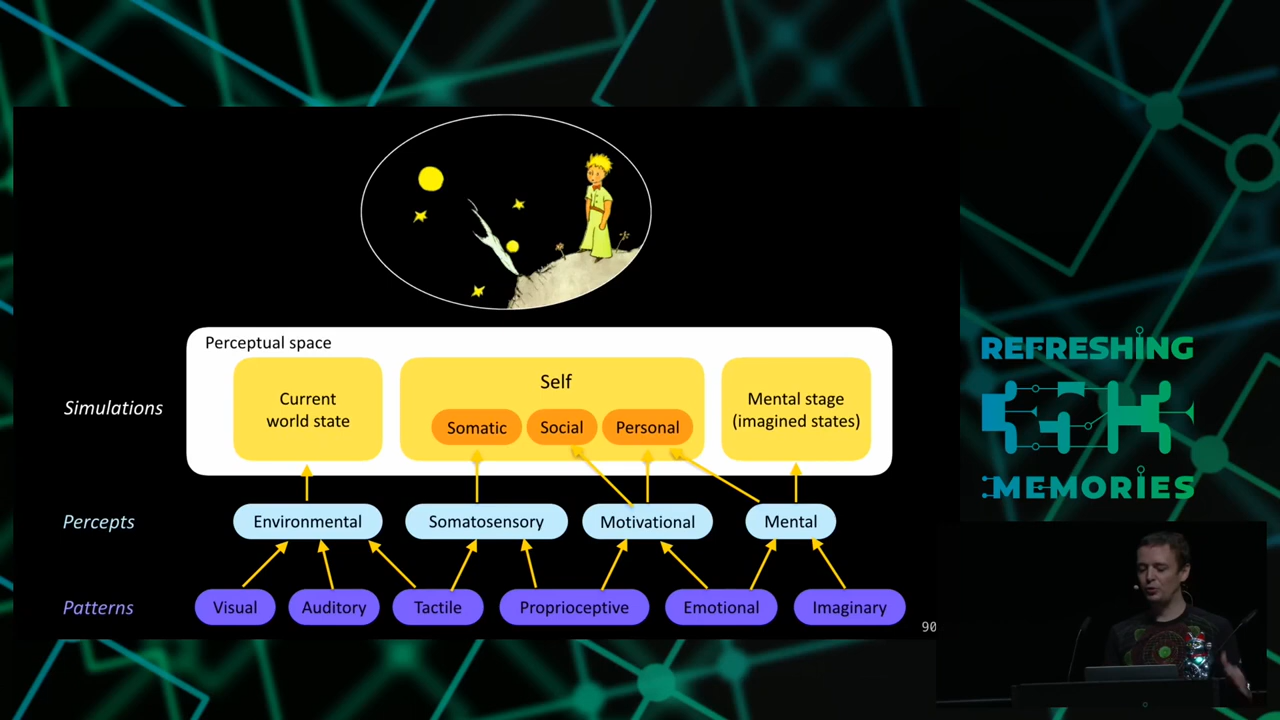 Perceptual space
Simulations
Current
world state
Self
Somatic
Social
Personal
Mental stage
(imagined states)
Percepts
Environmental
Somatosensory
Motivational
Mental
Patterns
Visual
Auditory
Tactile
Proprioceptive
Emotional
Imaginary
90
REFRESHING
MEMORIES